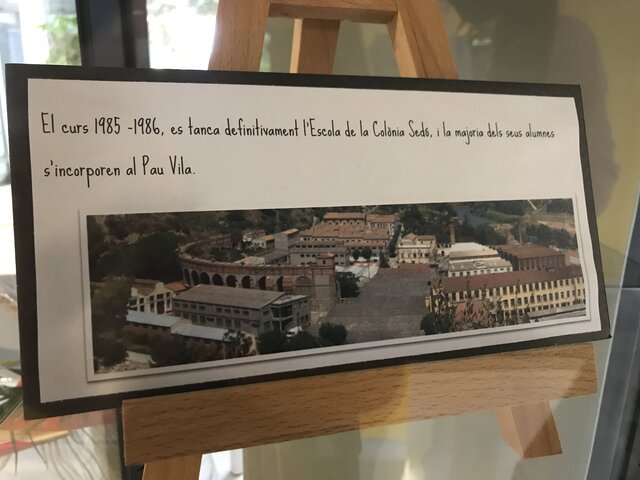 El curs 1985 -1986, es tanca definitivament l'Escola de la Colònia Sedó, i la majoria dels seus alumnes
s'incorporen al Pau Vila.